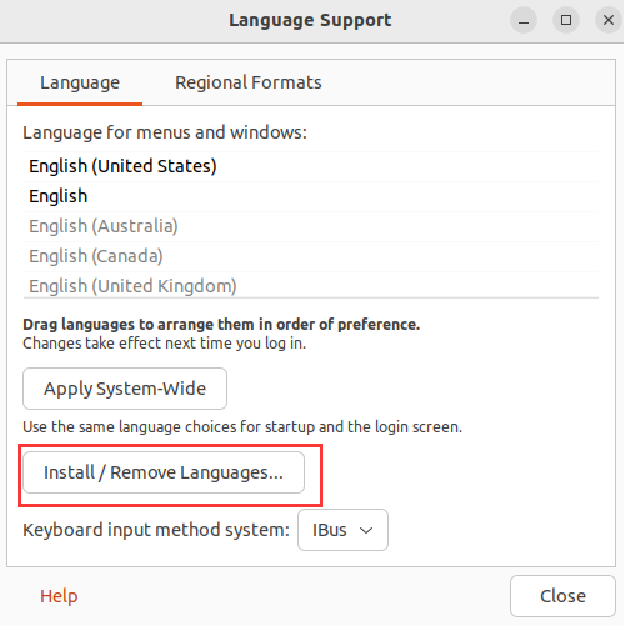 Language Support
Language
Regional Formats
Language for menus and windows:
English (United States)
English
English (Australia)
English (Canada)
English (United Kingdom)
Drag languages to arrange them in order of preference.
Changes take effect next time you log in.
Apply System-Wide
Use the same language choices for startup and the login screen.
Install / Remove Languages...
Keyboard input method system: IBus
Help
Close